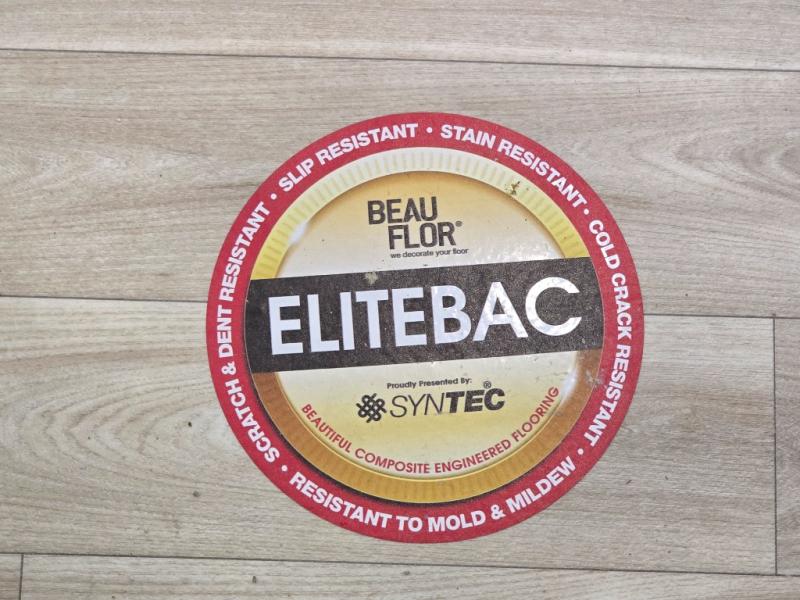 SCRATCH & DENT RESISTANT • SLIP RESISTANT • STAIN RESISTANT • COLD CRACK RESISTANT •
BEAU
FLOR®
we decorate your floor
ELITEBAC
Proudly Presented By:
SYNTEC®
BEAUTIFUL COMPOSITE ENGINEERED FLOORING
RESISTANT TO MOLD & MILDEW •